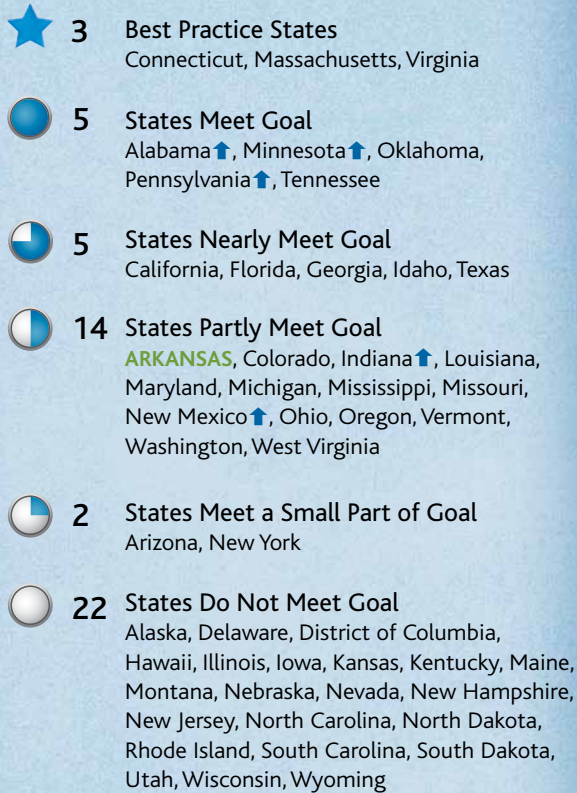 3 Best Practice States
Connecticut, Massachusetts, Virginia
5 States Meet Goal
Alabama⬆, Minnesota⬆, Oklahoma,
Pennsylvania⬆, Tennessee
5 States Nearly Meet Goal
California, Florida, Georgia, Idaho, Texas
14 States Partly Meet Goal
ARKANSAS, Colorado, Indiana⬆, Louisiana,
Maryland, Michigan, Mississippi, Missouri,
New Mexico⬆, Ohio, Oregon, Vermont,
Washington, West Virginia
2 States Meet a Small Part of Goal
Arizona, New York
22 States Do Not Meet Goal
Alaska, Delaware, District of Columbia,
Hawaii, Illinois, Iowa, Kansas, Kentucky, Maine,
Montana, Nebraska, Nevada, New Hampshire,
New Jersey, North Carolina, North Dakota,
Rhode Island, South Carolina, South Dakota,
Utah, Wisconsin, Wyoming